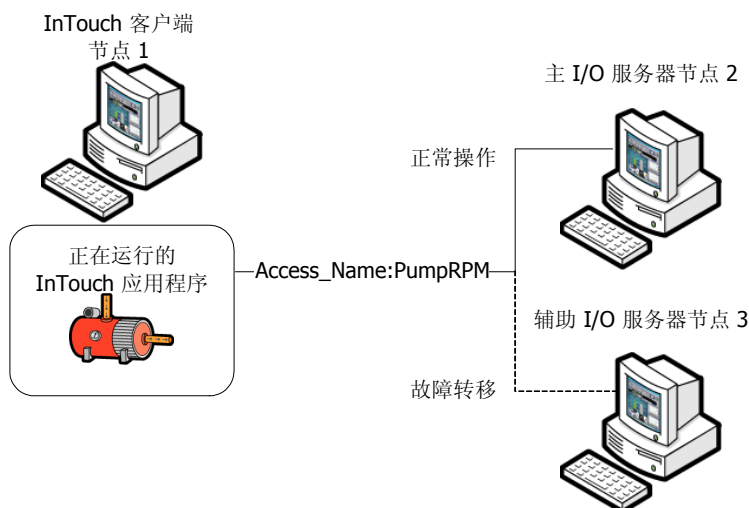 InTouch 客户端
节点 1
主 I/O 服务器节点 2
正常操作
正在运行的
InTouch 应用程序
Access_Name:PumpRPM
辅助 I/O 服务器节点 3
故障转移